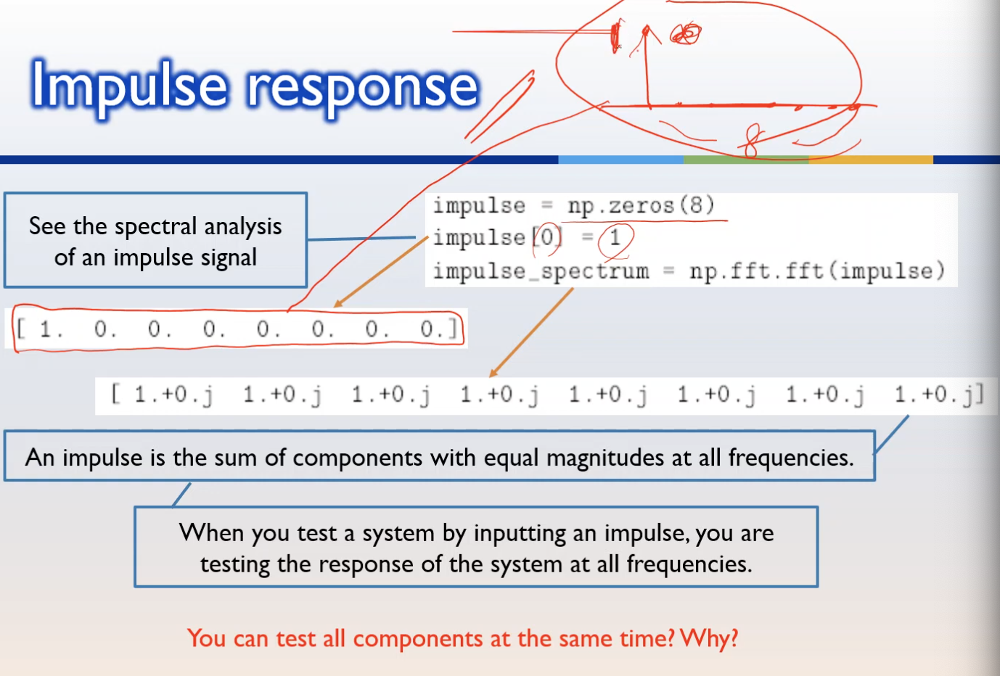 Impulse response
8
See the spectral analysis
of an impulse signal
impulse = np.zeros(8)
impulse[0] = 1
impulse_spectrum = np.fft.fft(impulse)
[ 1. 0. 0. 0. 0. 0. 0. 0.]
[ 1.+0.j 1.+0.j 1.+0.j 1.+0.j 1.+0.j 1.+0.j 1.+0.j 1.+0.j]
An impulse is the sum of components with equal magnitudes at all frequencies.
When you test a system by inputting an impulse, you are
testing the response of the system at all frequencies.
You can test all components at the same time? Why?